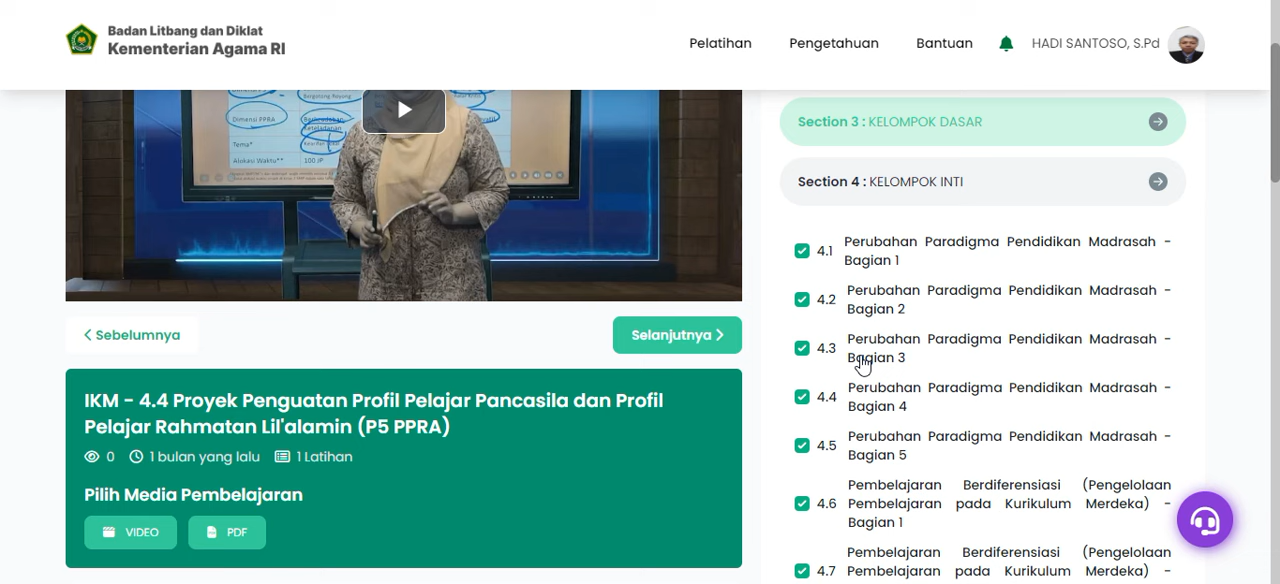 Badan Litbang dan Diklat
Kementerian Agama RI
Pelatihan
Pengetahuan
Bantuan
HADI SANTOSO, S.Pd
Dimensi PPRA
Tema*
Alokasi Waktu**
100 JP
Section 3 : KELOMPOK DASAR
Section 4 : KELOMPOK INTI
4.1 Perubahan Paradigma Pendidikan Madrasah -
Bagian 1
4.2 Perubahan Paradigma Pendidikan Madrasah -
Bagian 2
4.3 Perubahan Paradigma Pendidikan Madrasah -
Bagian 3
4.4 Perubahan Paradigma Pendidikan Madrasah -
Bagian 4
4.5 Perubahan Paradigma Pendidikan Madrasah -
Bagian 5
4.6 Pembelajaran Berdiferensiasi (Pengelolaan
Pembelajaran pada Kurikulum Merdeka) -
Bagian 1
4.7 Pembelajaran Berdiferensiasi (Pengelolaan
Pembelajaran pada Kurikulum Merdeka) -
Sebelumnya
Selanjutnya
IKM - 4.4 Proyek Penguatan Profil Pelajar Pancasila dan Profil
Pelajar Rahmatan Lil'alamin (P5 PPRA)
0
1 bulan yang lalu
1 Latihan
Pilih Media Pembelajaran
VIDEO
PDF